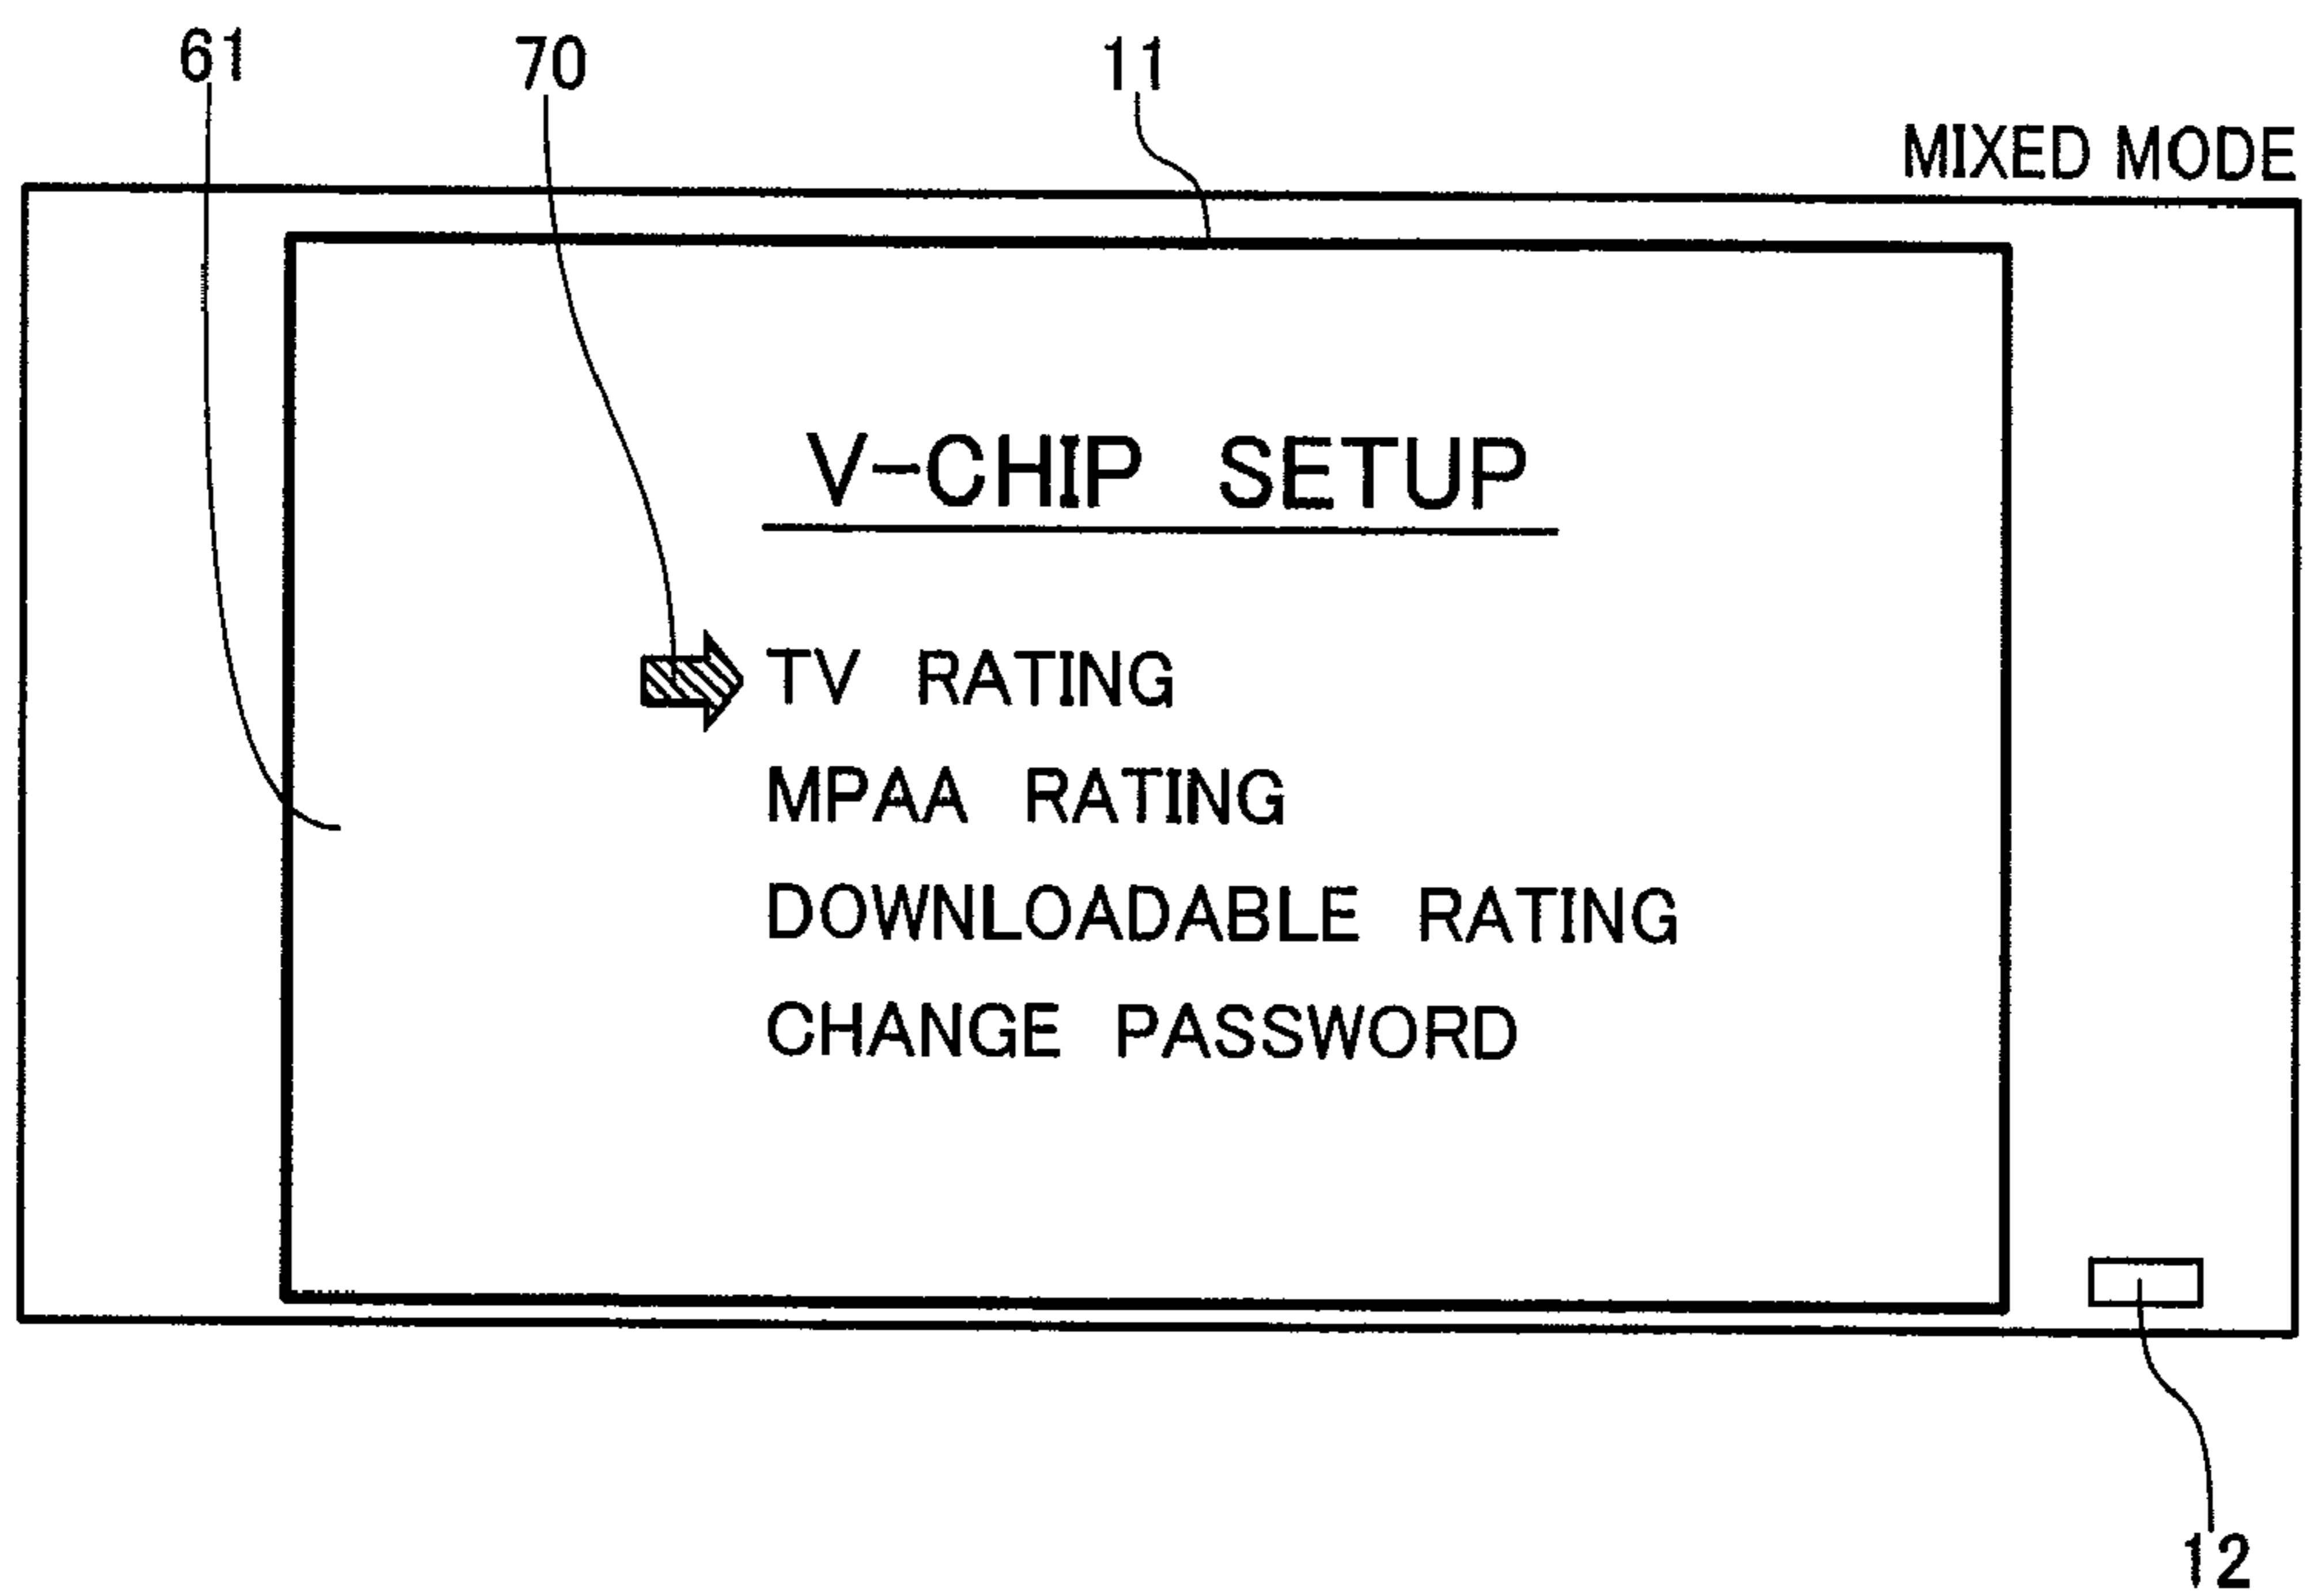 61 70 11
MIXED MODE
V-CHIP SETUP
TV RATING
MPAA RATING
DOWNLOADABLE RATING
CHANGE PASSWORD
12